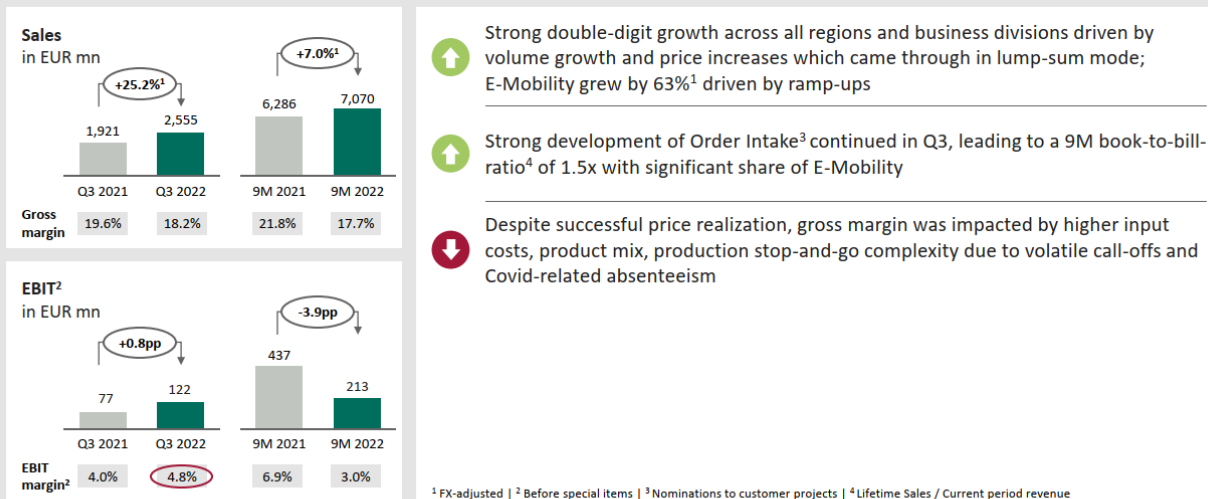 Sales
in EUR mn
+25.2%¹
+7.0%¹
1,921
2,555
6,286
7,070
Q3 2021
Q3 2022
9M 2021
9M 2022
Gross
margin
19.6%
18.2%
21.8%
17.7%
EBIT²
in EUR mn
+0.8pp
-3.9pp
77
122
437
213
Q3 2021
Q3 2022
9M 2021
9M 2022
EBIT
margin²
4.0%
4.8%
6.9%
3.0%
Strong double-digit growth across all regions and business divisions driven by
volume growth and price increases which came through in lump-sum mode;
E-Mobility grew by 63%¹ driven by ramp-ups
Strong development of Order Intake³ continued in Q3, leading to a 9M book-to-bill-
ratio⁴ of 1.5x with significant share of E-Mobility
Despite successful price realization, gross margin was impacted by higher input
costs, product mix, production stop-and-go complexity due to volatile call-offs and
Covid-related absenteeism
¹ FX-adjusted | ² Before special items | ³ Nominations to customer projects | ⁴ Lifetime Sales / Current period revenue